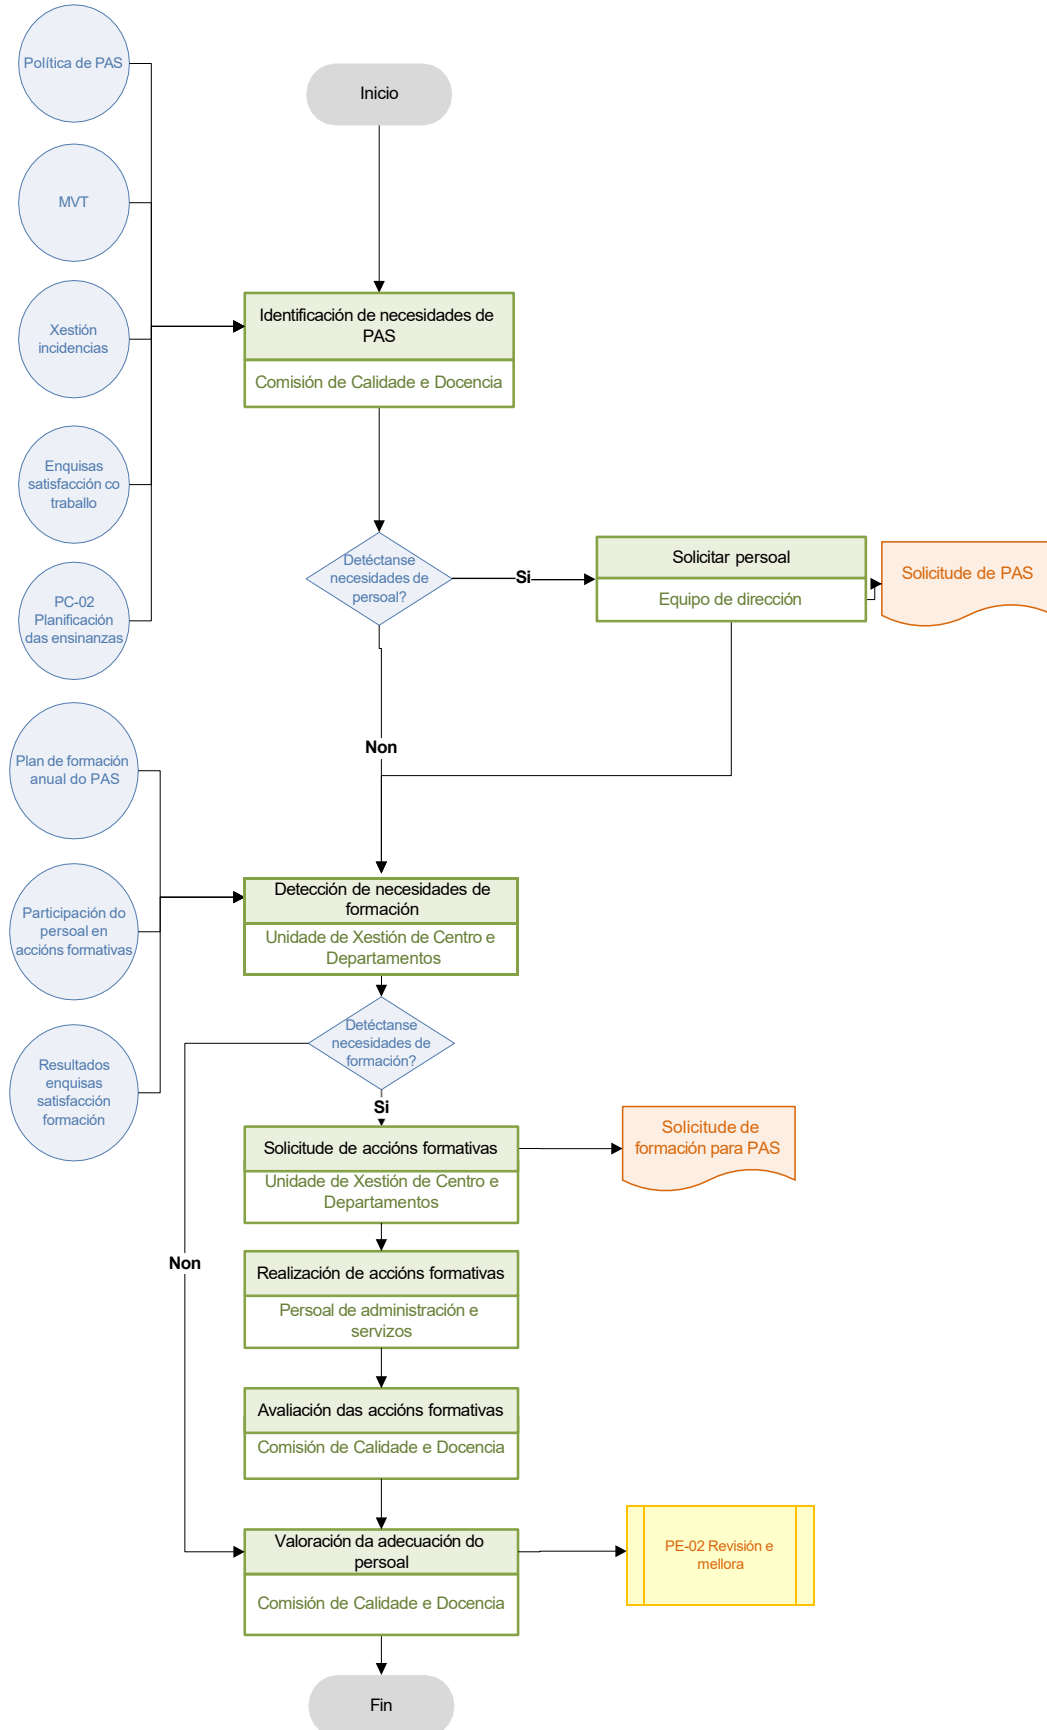 Política de PAS
Inicio
MVT
Xestión
incidencias
Identificación de necesidades de
PAS
Comisión de Calidade e Docencia
Enquisas
satisfacción co
traballo
Detéctanse
necesidades de
persoal?
Si
Solicitar persoal
Equipo de dirección
Solicitude de PAS
PC-02
Planificación
das ensinanzas
Non
Plan de formación
anual do PAS
Detección de necesidades de
formación
Unidade de Xestión de Centro e
Departamentos
Participación do
persoal en
accións formativas
Detéctanse
necesidades de
formación?
Resultados
enquisas
satisfacción
formación
Si
Solicitude de accións formativas
Unidade de Xestión de Centro e
Departamentos
Solicitude de
formación para PAS
Non
Realización de accións formativas
Persoal de administración e
servizos
Avaliación das accións formativas
Comisión de Calidade e Docencia
Valoración da adecuación do
persoal
Comisión de Calidade e Docencia
PE-02 Revisión e
mellora
Fin